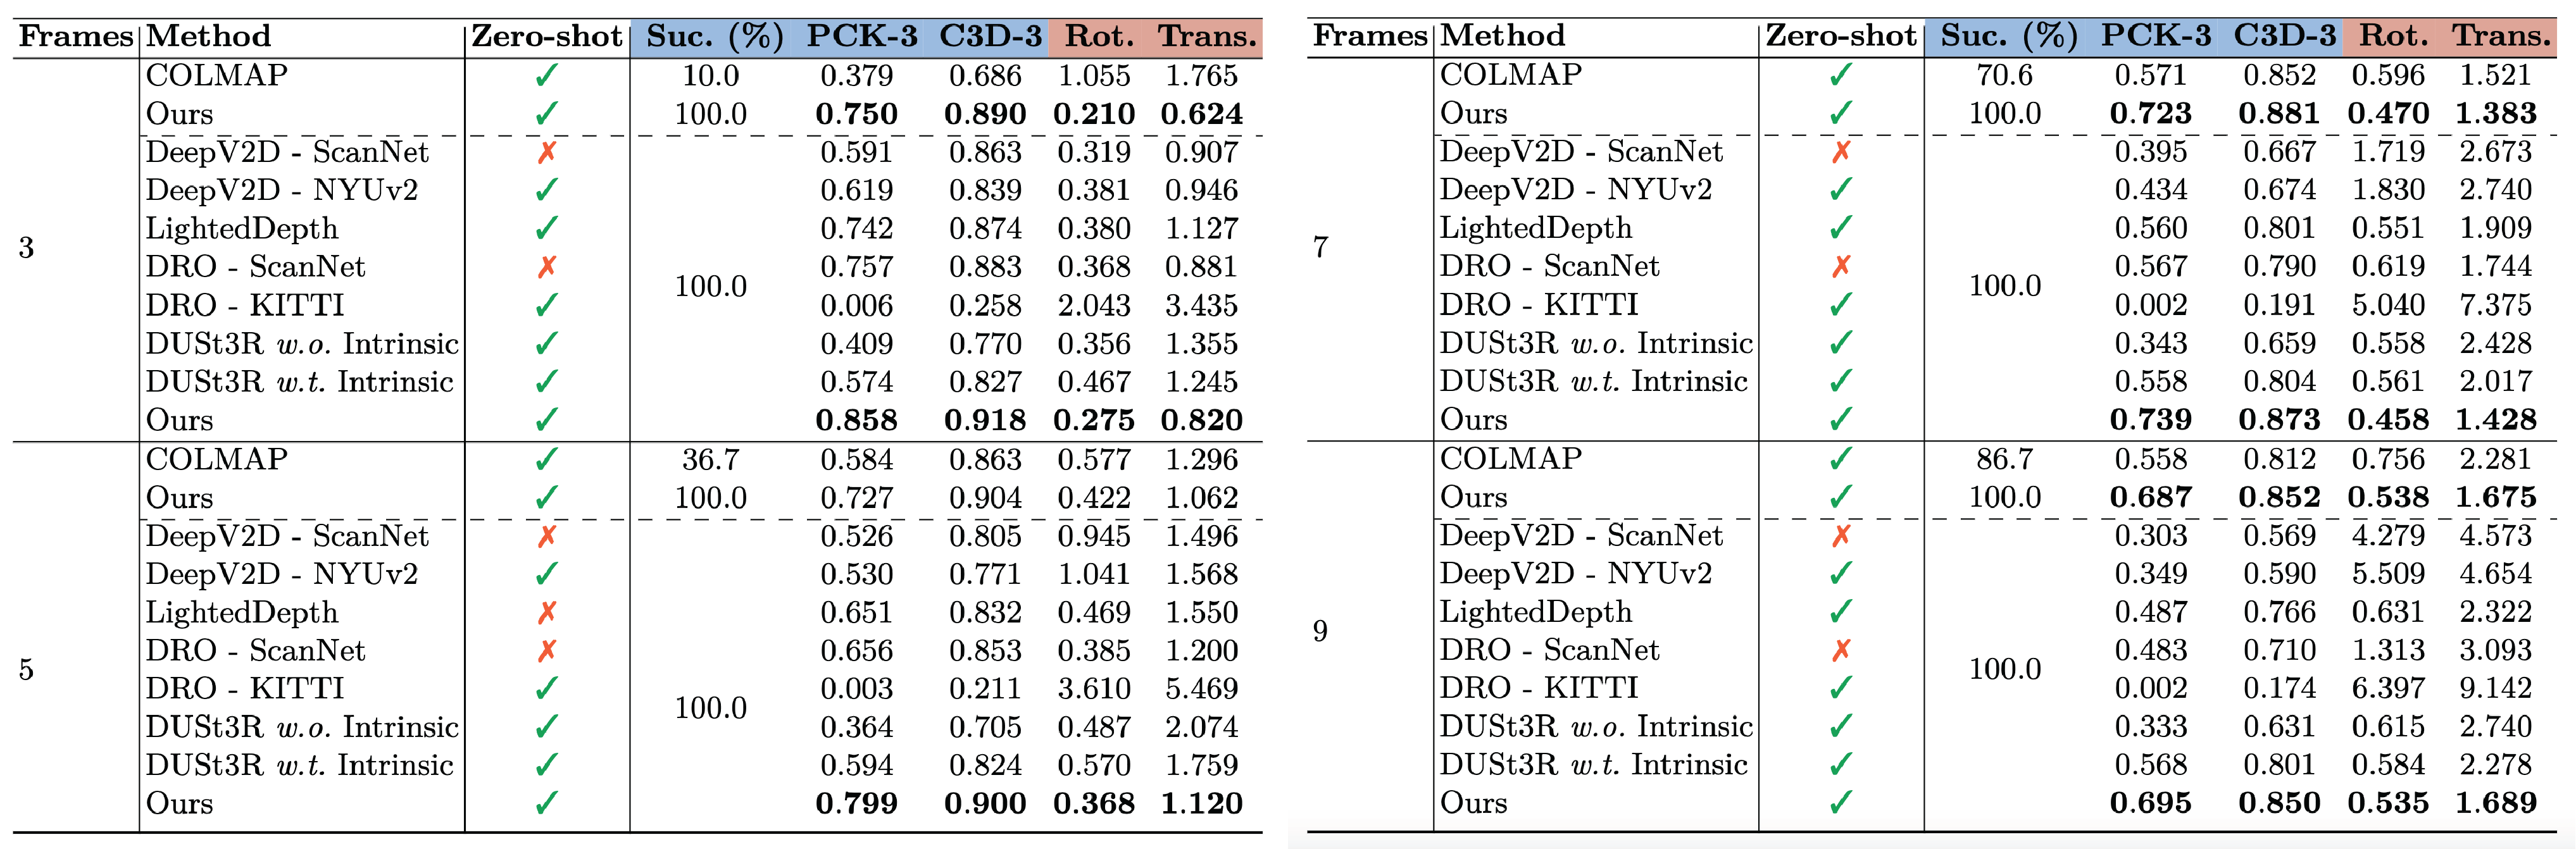 Frames Method Zero-shot Suc. (%) PCK-3 C3D-3 Rot. Trans.
COLMAP ✓ 10.0 0.379 0.686 1.055 1.765
Ours ✓ 100.0 0.750 0.890 0.210 0.624
DeepV2D - ScanNet ✗ 0.591 0.863 0.319 0.907
DeepV2D - NYUv2 ✓ 0.619 0.839 0.381 0.946
LightedDepth ✓ 0.742 0.874 0.380 1.127
3
DRO - ScanNet ✗ 0.757 0.883 0.368 0.881
100.0
DRO - KITTI ✓ 0.006 0.258 2.043 3.435
DUSt3R w.o. Intrinsic ✓ 0.409 0.770 0.356 1.355
DUSt3R w.t. Intrinsic ✓ 0.574 0.827 0.467 1.245
Ours ✓ 0.858 0.918 0.275 0.820
COLMAP ✓ 36.7 0.584 0.863 0.577 1.296
Ours ✓ 100.0 0.727 0.904 0.422 1.062
DeepV2D - ScanNet ✗ 0.526 0.805 0.945 1.496
DeepV2D - NYUv2 ✓ 0.530 0.771 1.041 1.568
LightedDepth ✗ 0.651 0.832 0.469 1.550
DRO - ScanNet ✗ 0.656 0.853 0.385 1.200
5
DRO - KITTI ✓ 0.003 0.211 3.610 5.469
100.0
DUSt3R w.o. Intrinsic ✓ 0.364 0.705 0.487 2.074
DUSt3R w.t. Intrinsic ✓ 0.594 0.824 0.570 1.759
Ours ✓ 0.799 0.900 0.368 1.120
Frames Method Zero-shot Suc. (%) PCK-3 C3D-3 Rot. Trans.
COLMAP ✓ 70.6 0.571 0.852 0.596 1.521
Ours ✓ 100.0 0.723 0.881 0.470 1.383
DeepV2D - ScanNet ✗ 0.395 0.667 1.719 2.673
DeepV2D - NYUv2 ✓ 0.434 0.674 1.830 2.740
LightedDepth ✓ 0.560 0.801 0.551 1.909
7
DRO - ScanNet ✗ 0.567 0.790 0.619 1.744
100.0
DRO - KITTI ✓ 0.002 0.191 5.040 7.375
DUSt3R w.o. Intrinsic ✓ 0.343 0.659 0.558 2.428
DUSt3R w.t. Intrinsic ✓ 0.558 0.804 0.561 2.017
Ours ✓ 0.739 0.873 0.458 1.428
COLMAP ✓ 86.7 0.558 0.812 0.756 2.281
Ours ✓ 100.0 0.687 0.852 0.538 1.675
DeepV2D - ScanNet ✗ 0.303 0.569 4.279 4.573
DeepV2D - NYUv2 ✓ 0.349 0.590 5.509 4.654
LightedDepth ✓ 0.487 0.766 0.631 2.322
9
DRO - ScanNet ✗ 0.483 0.710 1.313 3.093
100.0
DRO - KITTI ✓ 0.002 0.174 6.397 9.142
DUSt3R w.o. Intrinsic ✓ 0.333 0.631 0.615 2.740
DUSt3R w.t. Intrinsic ✓ 0.568 0.801 0.584 2.278
Ours ✓ 0.695 0.850 0.535 1.689